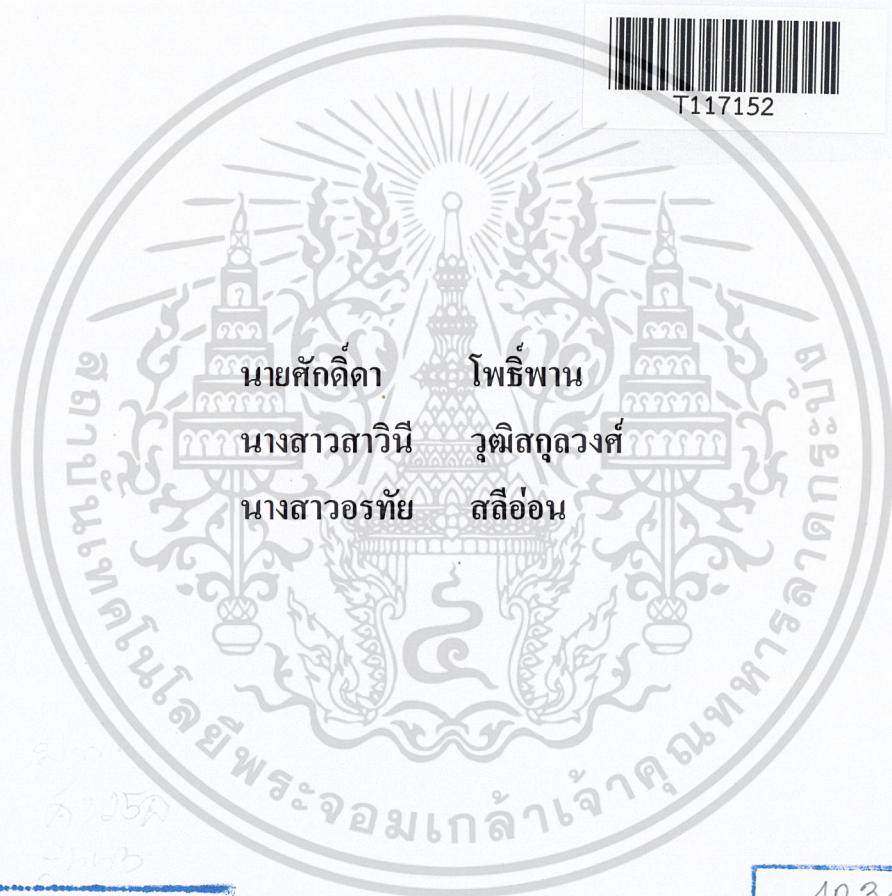 T117152
นายศักดิ์ดา โพธิ์พาน
นางสาวสาวินี วุฒิสกุลวงศ์
นางสาวอรทัย สลีอ่อน
สถาบันเทคโนโลยีพระจอมเกล้าเจ้าคุณทหารลาดกระบัง